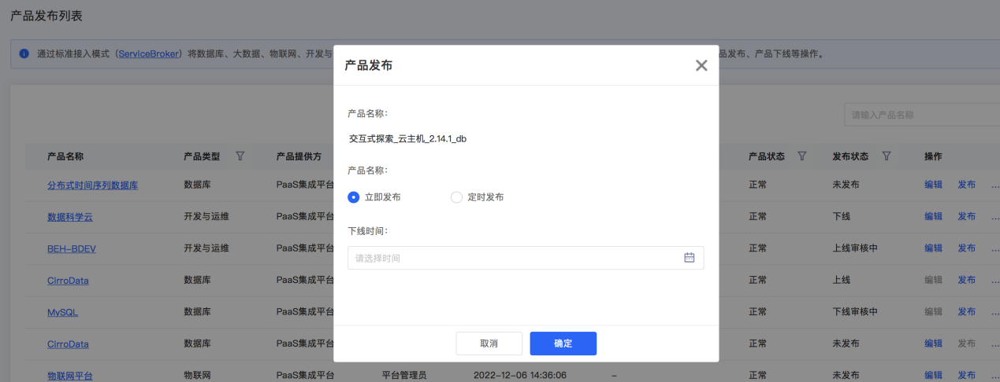 产品发布列表
通过标准接入模式（ServiceBroker）将数据库、大数据、物联网、开发与
品发布、产品下线等操作。
产品发布
产品名称：
交互式探索_云主机_2.14.1_db
产品名称：
立即发布 定时发布
下线时间：
请选择时间
取消 确定
请输入产品名称
产品名称 产品类型 产品提供方 产品状态 发布状态 操作
分布式时间序列数据库 数据库 PaaS集成平台 正常 未发布 编辑 发布 ...
数据科学云 开发与运维 PaaS集成平台 正常 下线 编辑 发布 ...
BEH-BDEV 开发与运维 PaaS集成平台 正常 上线审核中 编辑 发布 ...
CirroData 数据库 PaaS集成平台 正常 上线 编辑 发布 ...
MySQL 数据库 PaaS集成平台 正常 下线审核中 编辑 发布 ...
CirroData 数据库 PaaS集成平台 正常 未发布 编辑 发布 ...
物联网平台 物联网 PaaS集成平台 平台管理员 2022-12-06 14:36:06 - 正常 未发布 编辑 发布 ...